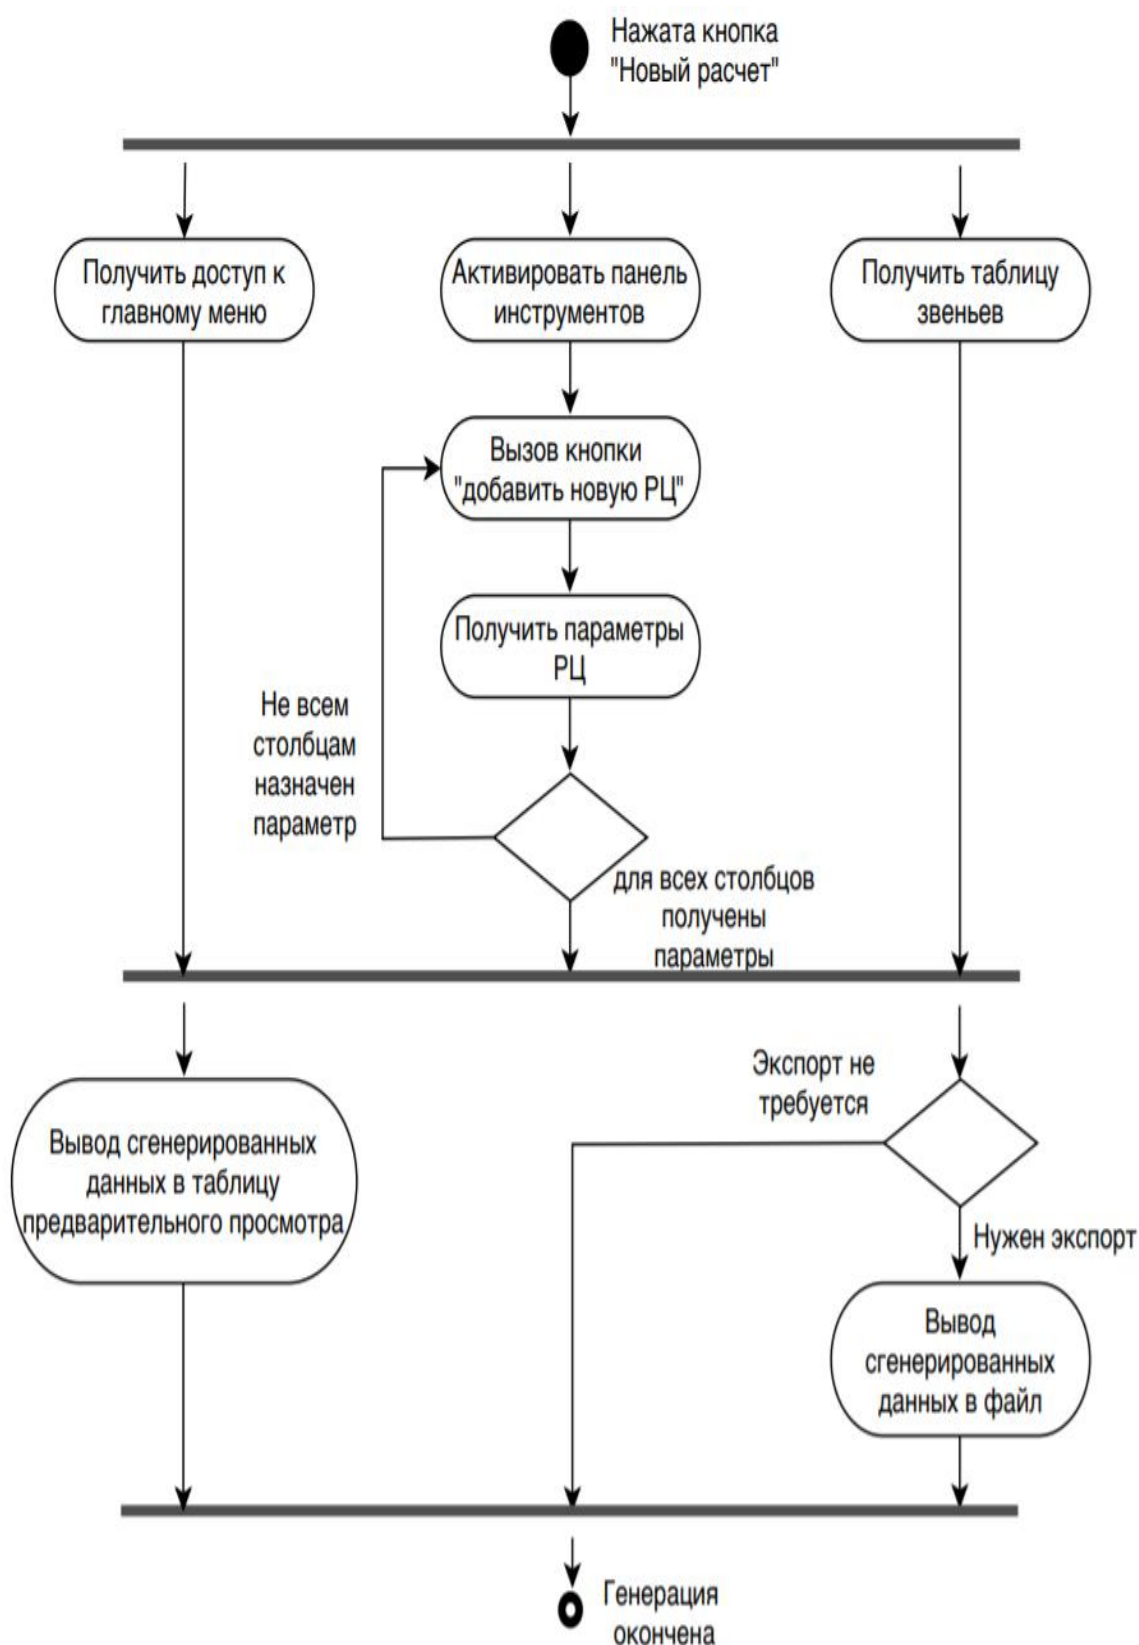 Нажата кнопка
"Новый расчет"
Получить доступ к
главному меню
Активировать панель
инструментов
Получить таблицу
звеньев
Вызов кнопки
"добавить новую РЦ"
Получить параметры
РЦ
Не всем
столбцам
назначен
параметр
для всех столбцов
получены
параметры
Экспорт не
требуется
Вывод сгенерированных
данных в таблицу
предварительного просмотра
Нужен экспорт
Вывод
сгенерированных
данных в файл
Генерация
окончена